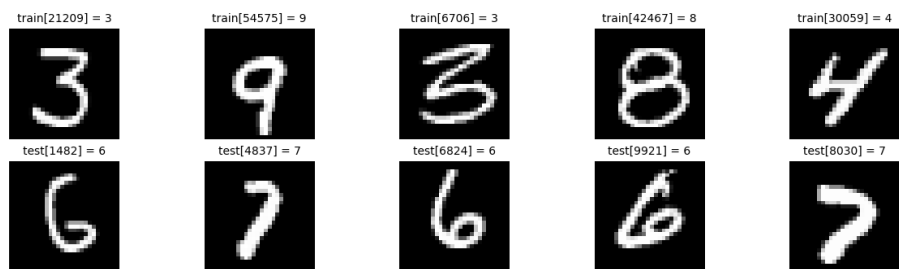 train[21209] = 3 train[54575] = 9 train[6706] = 3 train[42467] = 8 train[30059] = 4
3 9 3 8 4
test[1482] = 6 test[4837] = 7 test[6824] = 6 test[9921] = 6 test[8030] = 7
6 7 6 6 7